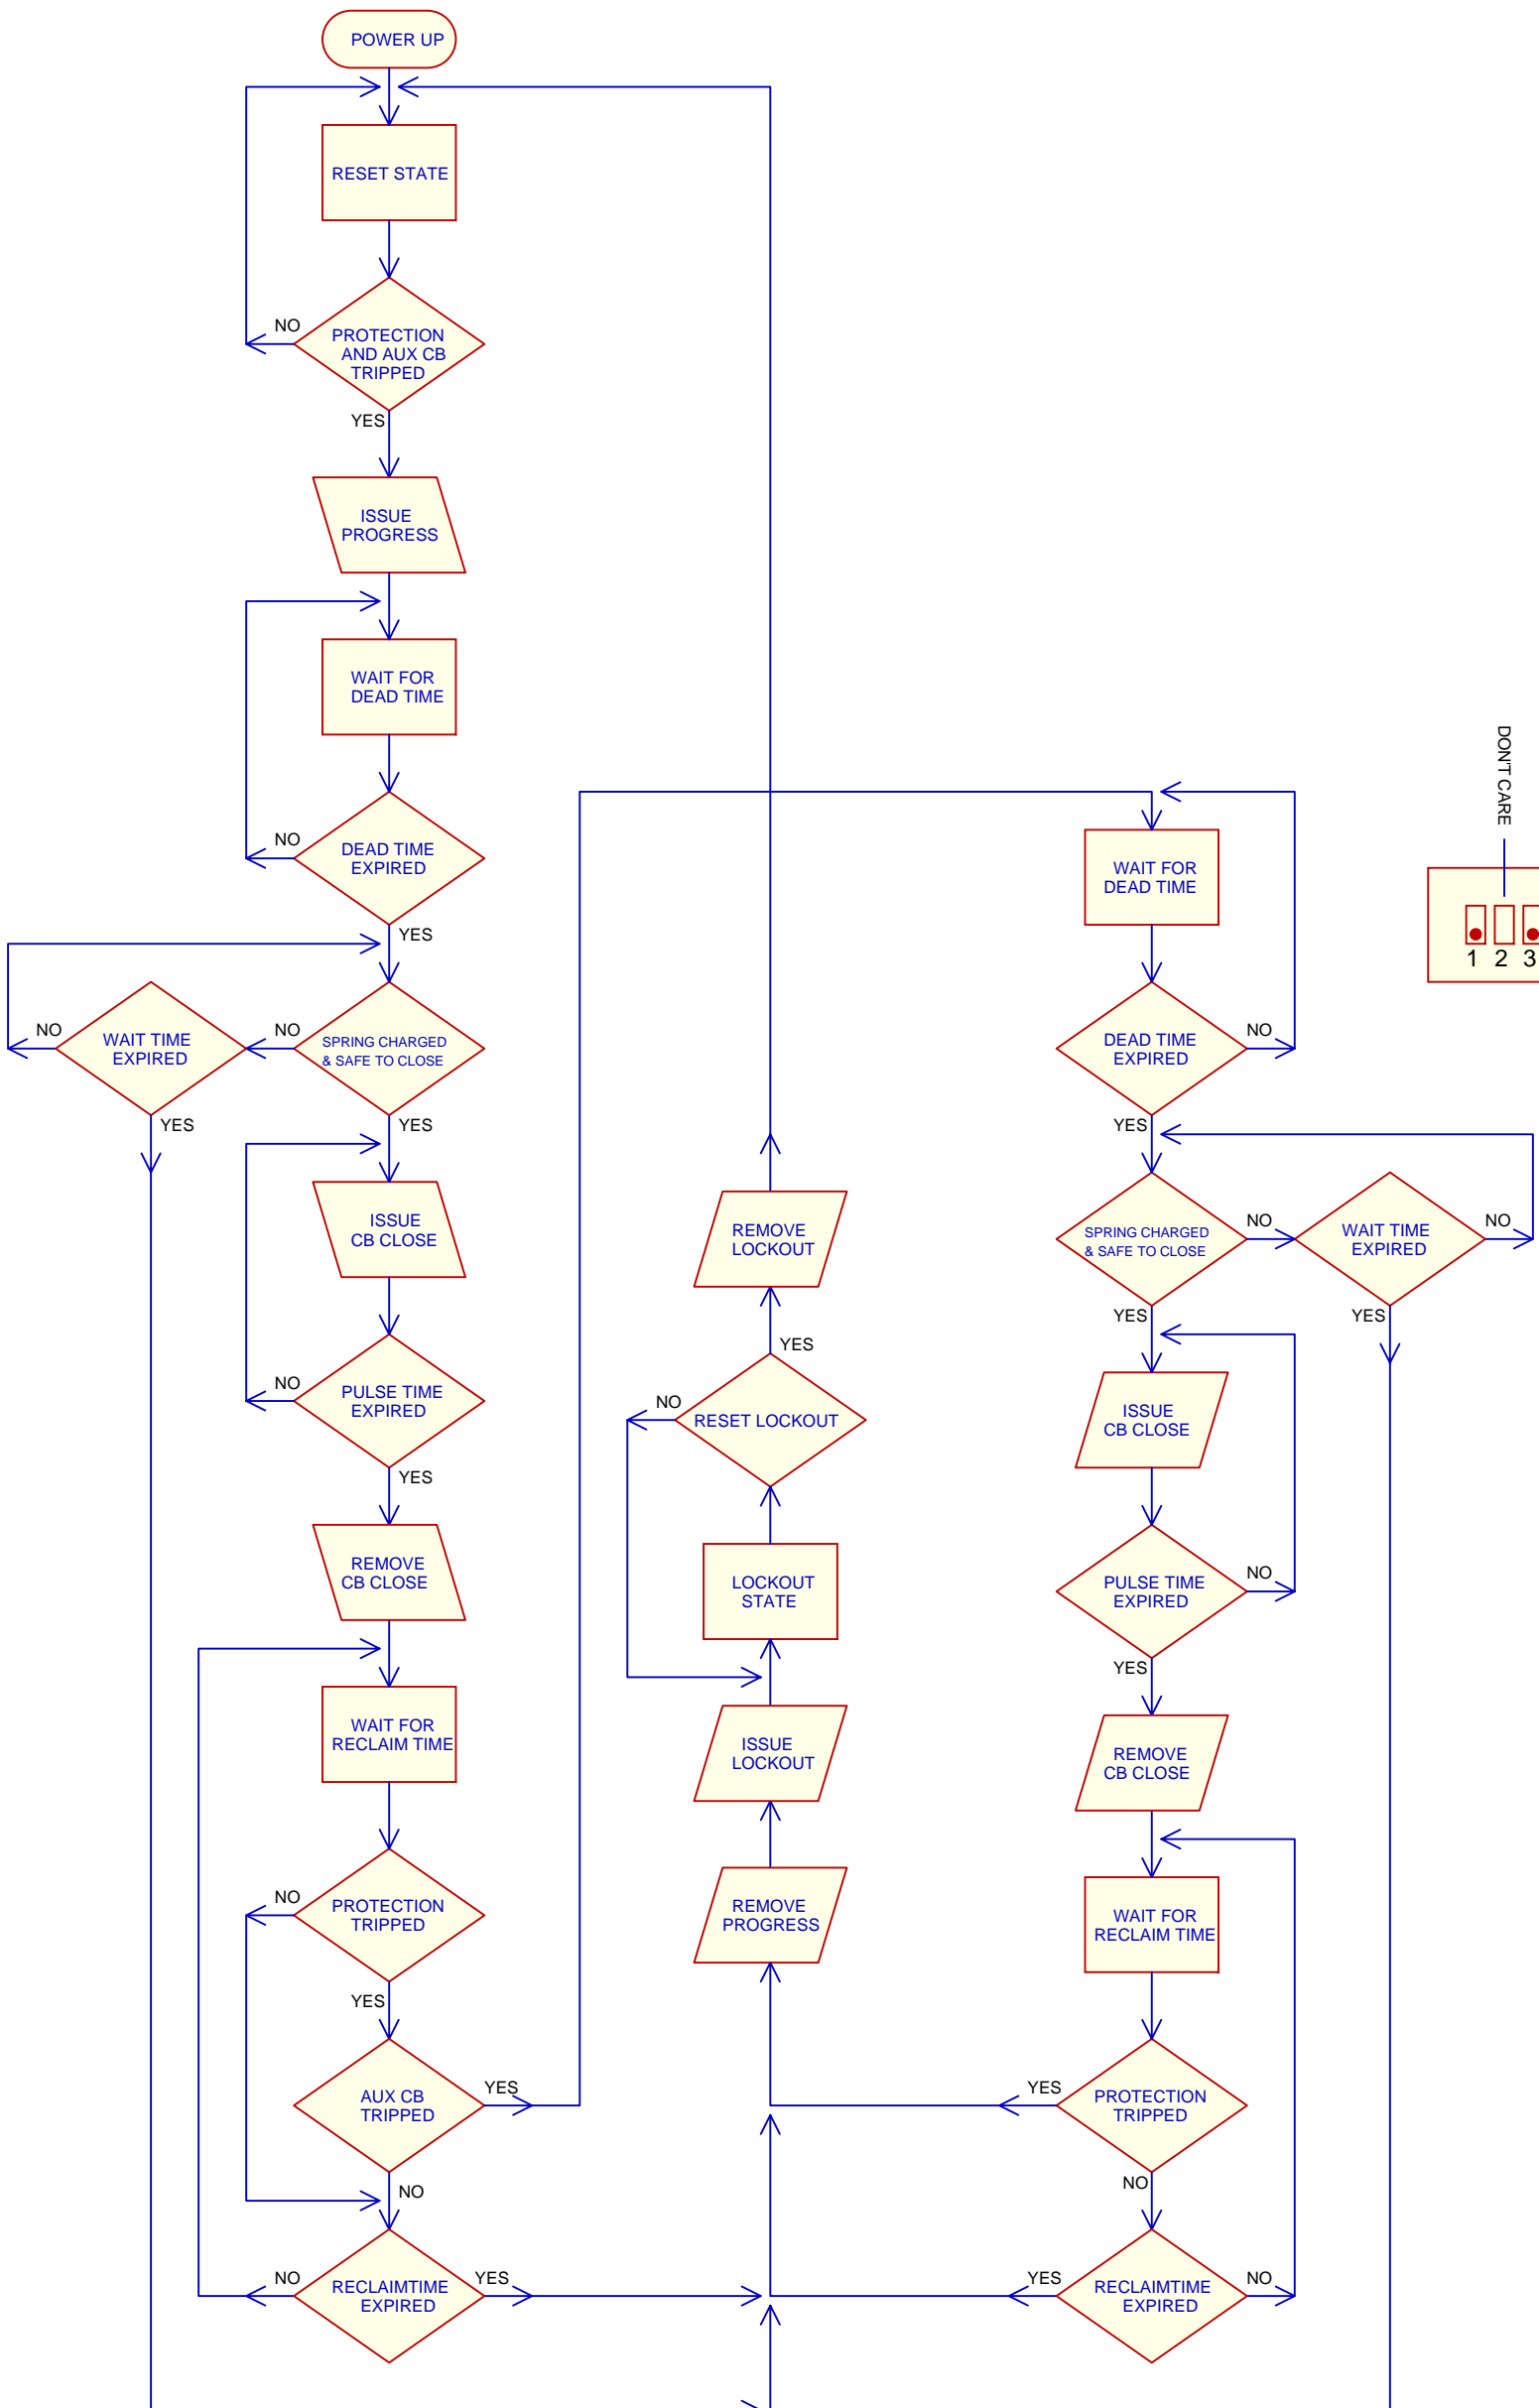 POWER UP
RESET STATE
NO
PROTECTION
AND AUX CB
TRIPPED
YES
ISSUE
PROGRESS
WAIT FOR
DEAD TIME
NO
DEAD TIME
EXPIRED
YES
NO
WAIT TIME
EXPIRED
YES
NO
SPRING CHARGED
& SAFE TO CLOSE
YES
ISSUE
CB CLOSE
NO
PULSE TIME
EXPIRED
YES
REMOVE
CB CLOSE
WAIT FOR
RECLAIM TIME
NO
PROTECTION
TRIPPED
YES
AUX CB
TRIPPED
YES
NO
NO
RECLAIMTIME
EXPIRED
YES
REMOVE
LOCKOUT
YES
NO
RESET LOCKOUT
LOCKOUT
STATE
ISSUE
LOCKOUT
REMOVE
PROGRESS
WAIT FOR
DEAD TIME
DEAD TIME
EXPIRED
NO
YES
SPRING CHARGED
& SAFE TO CLOSE
NO
WAIT TIME
EXPIRED
NO
YES
YES
ISSUE
CB CLOSE
PULSE TIME
EXPIRED
NO
YES
REMOVE
CB CLOSE
WAIT FOR
RECLAIM TIME
YES
PROTECTION
TRIPPED
NO
YES
RECLAIMTIME
EXPIRED
NO
DON'T CARE
1 2 3